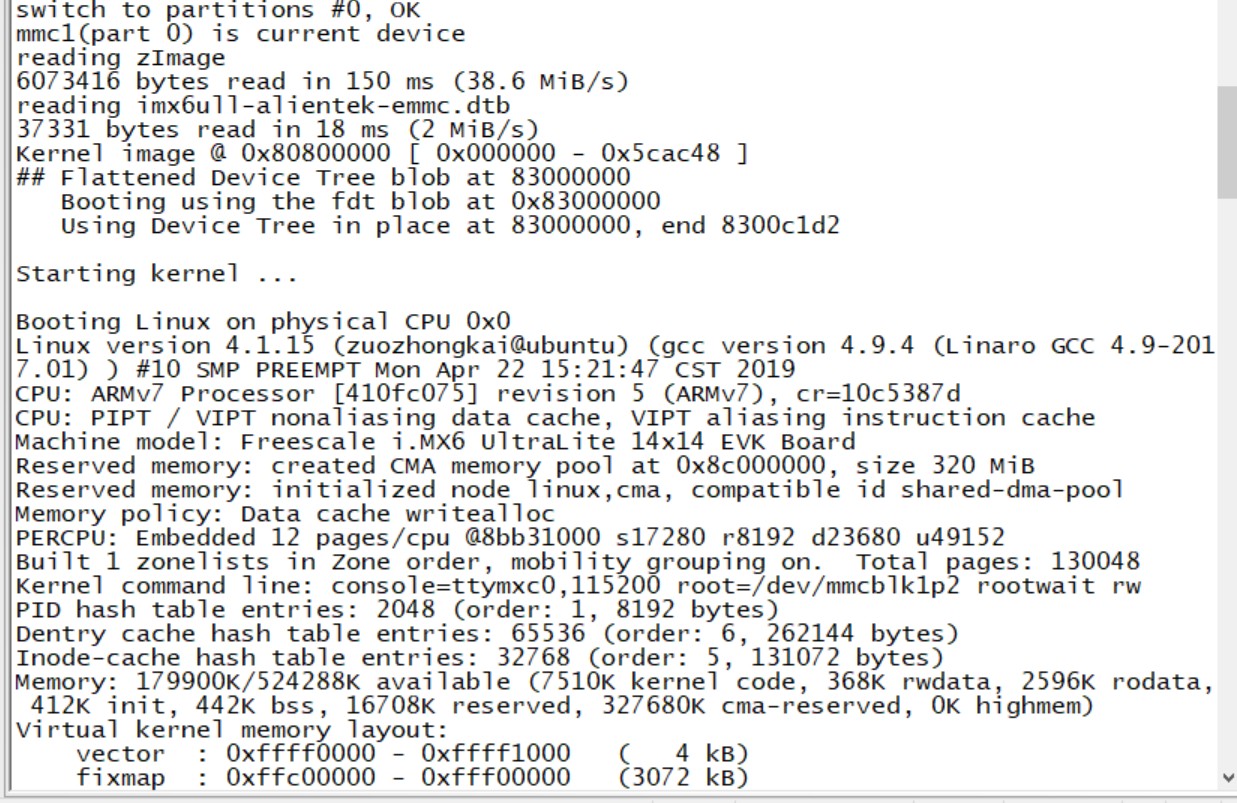 switch to partitions #0, OK
mmc1(part 0) is current device
reading zImage
6073416 bytes read in 150 ms (38.6 MiB/s)
reading imx6ull-alientek-emmc.dtb
37331 bytes read in 18 ms (2 MiB/s)
Kernel image @ 0x80800000 [ 0x000000 - 0x5cac48 ]
## Flattened Device Tree blob at 83000000
   Booting using the fdt blob at 0x83000000
   Using Device Tree in place at 83000000, end 8300c1d2
Starting kernel ...
Booting Linux on physical CPU 0x0
Linux version 4.1.15 (zuozhongkai@ubuntu) (gcc version 4.9.4 (Linaro GCC 4.9-201
7.01) ) #10 SMP PREEMPT Mon Apr 22 15:21:47 CST 2019
CPU: ARMv7 Processor [410fc075] revision 5 (ARMv7), cr=10c5387d
CPU: PIPT / VIPT nonaliasing data cache, VIPT aliasing instruction cache
Machine model: Freescale i.MX6 UltraLite 14x14 EVK Board
Reserved memory: created CMA memory pool at 0x8c000000, size 320 MiB
Reserved memory: initialized node linux,cma, compatible id shared-dma-pool
Memory policy: Data cache writealloc
PERCPU: Embedded 12 pages/cpu @8bb31000 s17280 r8192 d23680 u49152
Built 1 zonelists in Zone order, mobility grouping on.  Total pages: 130048
Kernel command line: console=ttymxc0,115200 root=/dev/mmcblk1p2 rootwait rw
PID hash table entries: 2048 (order: 1, 8192 bytes)
Dentry cache hash table entries: 65536 (order: 6, 262144 bytes)
Inode-cache hash table entries: 32768 (order: 5, 131072 bytes)
Memory: 179900K/524288K available (7510K kernel code, 368K rwdata, 2596K rodata,
 412K init, 442K bss, 16708K reserved, 327680K cma-reserved, 0K highmem)
Virtual kernel memory layout:
    vector  : 0xffff0000 - 0xffff1000   (   4 kB)
    fixmap  : 0xffc00000 - 0xfff00000   (3072 kB)